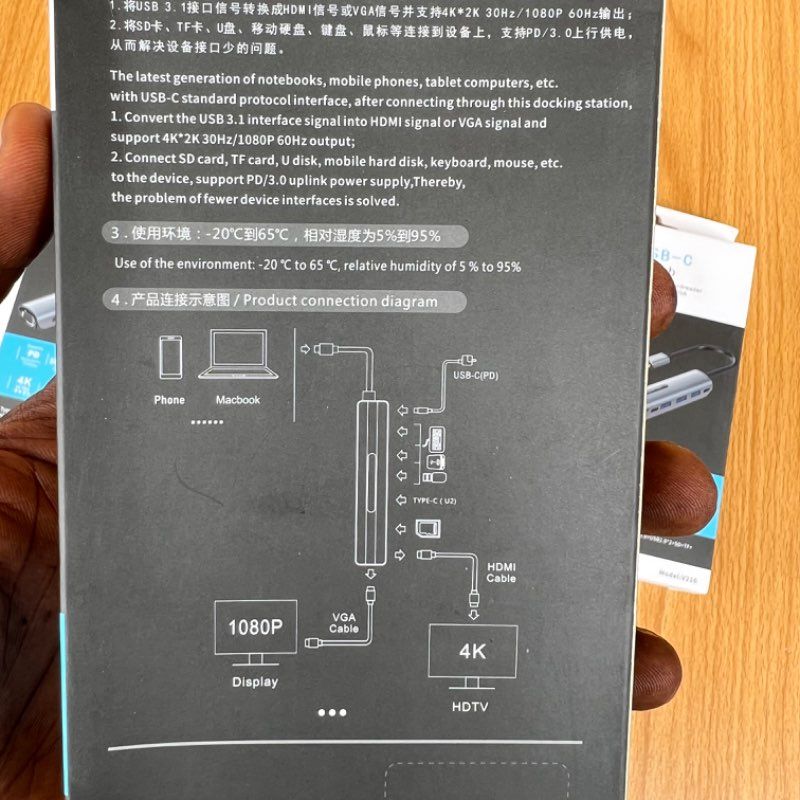 1.将USB 3.1接口信号转换成HDMI信号或VGA信号并支持4K*2K 30Hz/1080P 60Hz输出；
2.将SD卡、TF卡、U盘、移动硬盘、键盘、鼠标等连接到设备上，支持PD/3.0上行供电，
从而解决设备接口少的问题。
The latest generation of notebooks, mobile phones, tablet computers, etc.
with USB-C standard protocol interface, after connecting through this docking station,
1. Convert the USB 3.1 interface signal into HDMI signal or VGA signal and
support 4K*2K 30Hz/1080P 60Hz output;
2. Connect SD card, TF card, U disk, mobile hard disk, keyboard, mouse, etc.
to the device, support PD/3.0 uplink power supply,Thereby,
the problem of fewer device interfaces is solved.
3.使用环境：-20℃到65℃，相对湿度为5%到95%
Use of the environment: -20 ℃ to 65 ℃, relative humidity of 5 % to 95%
4.产品连接示意图 / Product connection diagram
Phone
Macbook
USB-C(PD)
TYPE-C ( U2)
HDMI
Cable
VGA
Cable
1080P
Display
4K
HDTV
PD
4K
B-C
Model:V216